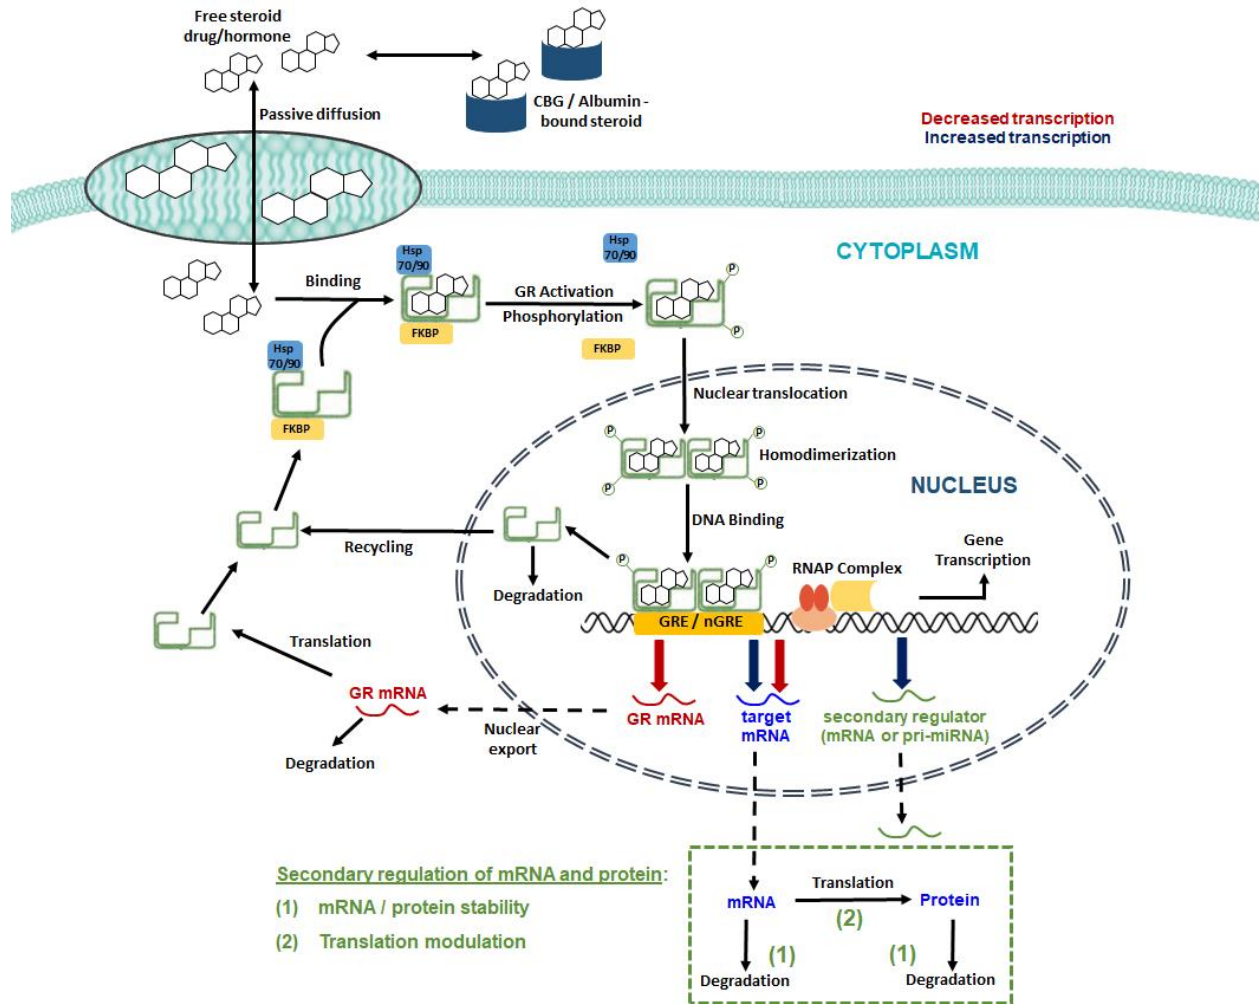 Free steroid
drug/hormone
CBG / Albumin -
bound steroid
Passive diffusion
Decreased transcription
Increased transcription
CYTOPLASM
Hsp
70/90
Binding
FKBP
GR Activation
Phosphorylation
Hsp
70/90
FKBP
P
P
Hsp
70/90
FKBP
Nuclear translocation
P
P
P
P
Homodimerization
NUCLEUS
DNA Binding
Recycling
Degradation
P
P
GRE / nGRE
RNAP Complex
Gene
Transcription
Translation
GR mRNA
Degradation
Nuclear
export
GR mRNA
target
mRNA
secondary regulator
(mRNA or pri-miRNA)
Secondary regulation of mRNA and protein:
(1) mRNA / protein stability
(2) Translation modulation
mRNA
Translation
(2)
Protein
(1)
(1)
Degradation
Degradation